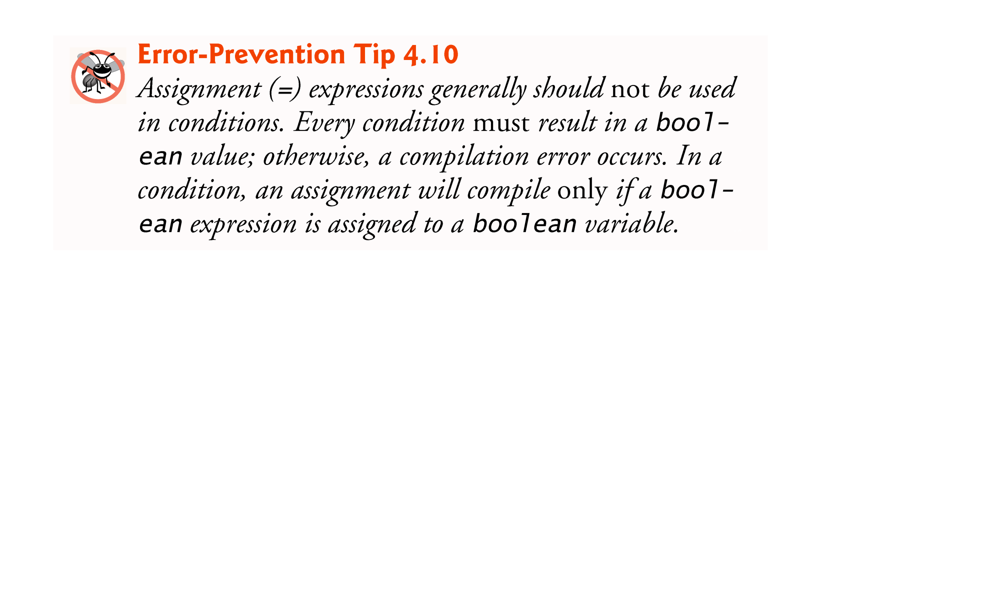 Error-Prevention Tip 4.10
Assignment (=) expressions generally should not be used
in conditions. Every condition must result in a bool-
ean value; otherwise, a compilation error occurs. In a
condition, an assignment will compile only if a bool-
ean expression is assigned to a boolean variable.